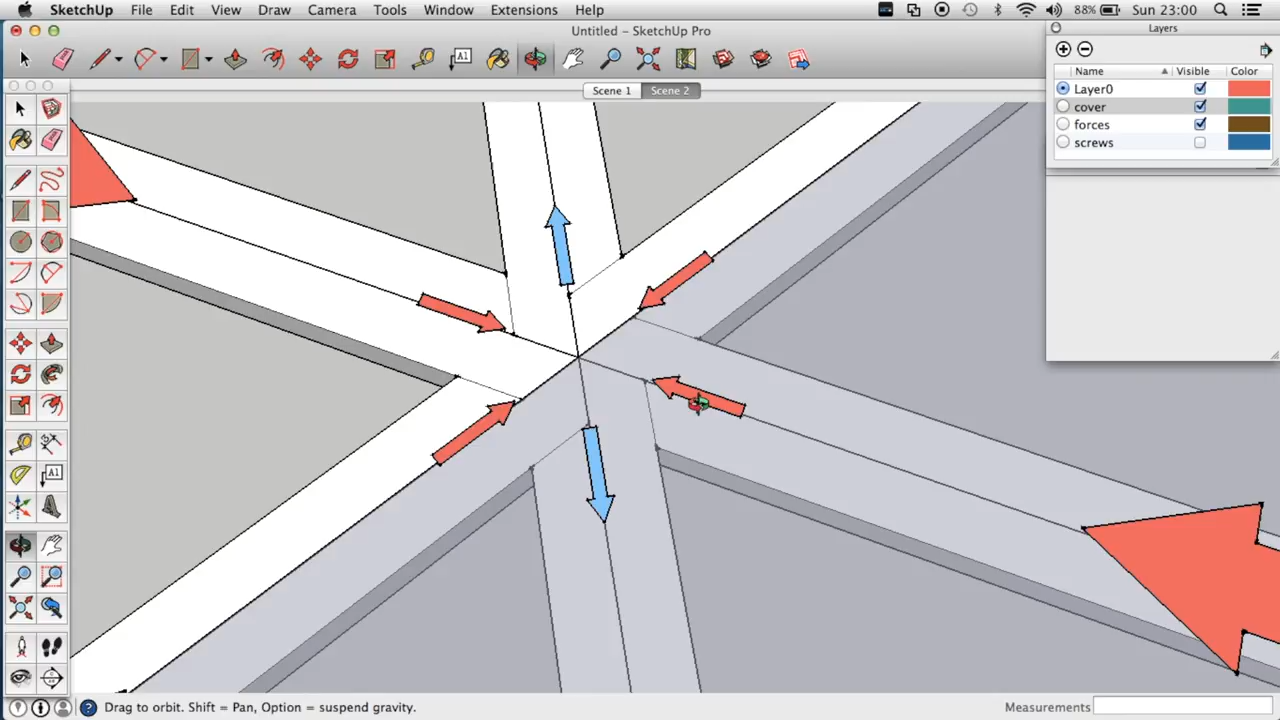 SketchUp File Edit View Draw Camera Tools Window Extensions Help 88% Sun 23:00
Untitled – SketchUp Pro
Layers
A1
Scene 1 Scene 2
Name Visible Color
Layer0
cover
forces
screws
A1
Drag to orbit. Shift = Pan, Option = suspend gravity. Measurements